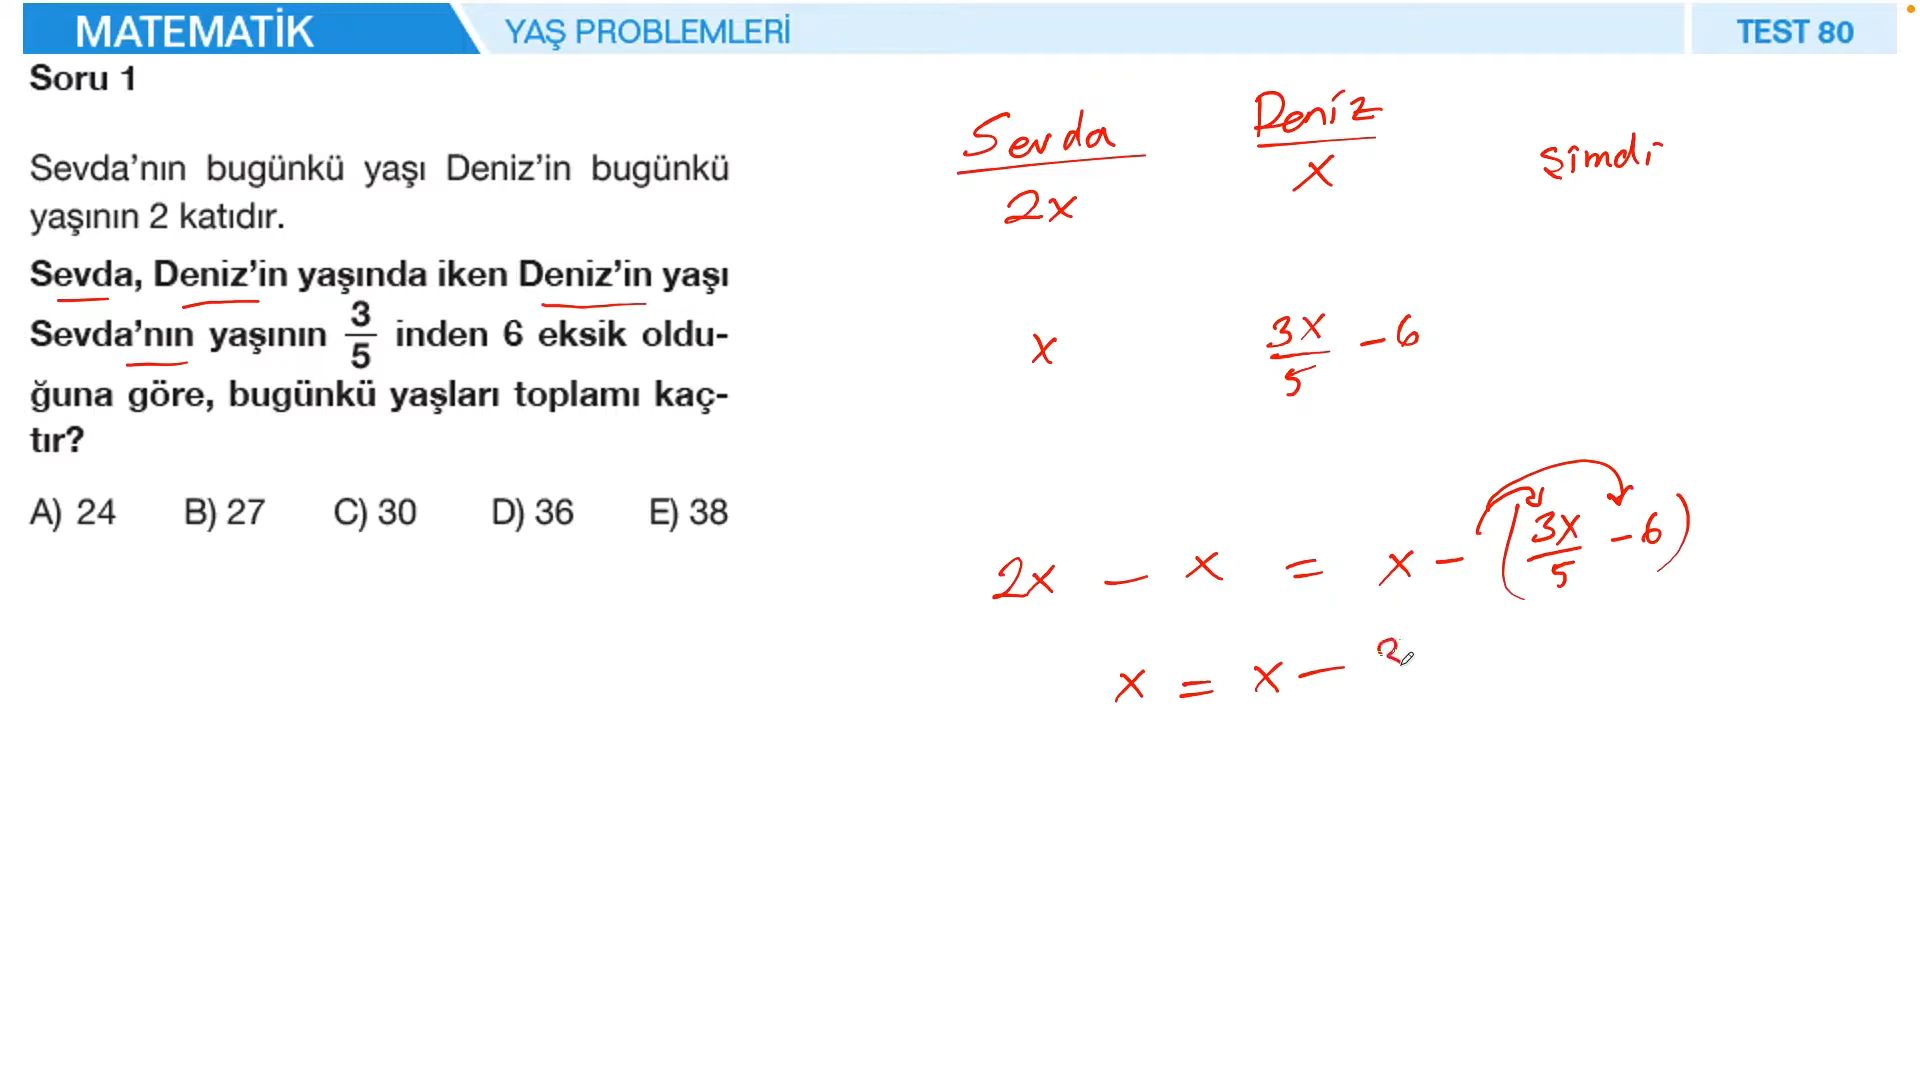 MATEMATİK YAŞ PROBLEMLERİ TEST 80
Soru 1
Sevda’nın bugünkü yaşı Deniz’in bugünkü
yaşının 2 katıdır.
Sevda, Deniz’in yaşında iken Deniz’in yaşı
Sevda’nın yaşının 3/5 inden 6 eksik oldu-
ğuna göre, bugünkü yaşları toplamı kaç-
tır?
A) 24 B) 27 C) 30 D) 36 E) 38
Sevda Deniz
2x x şimdi
x 3x/5 - 6
2x - x = x - (3x/5 - 6)
x = x - 3